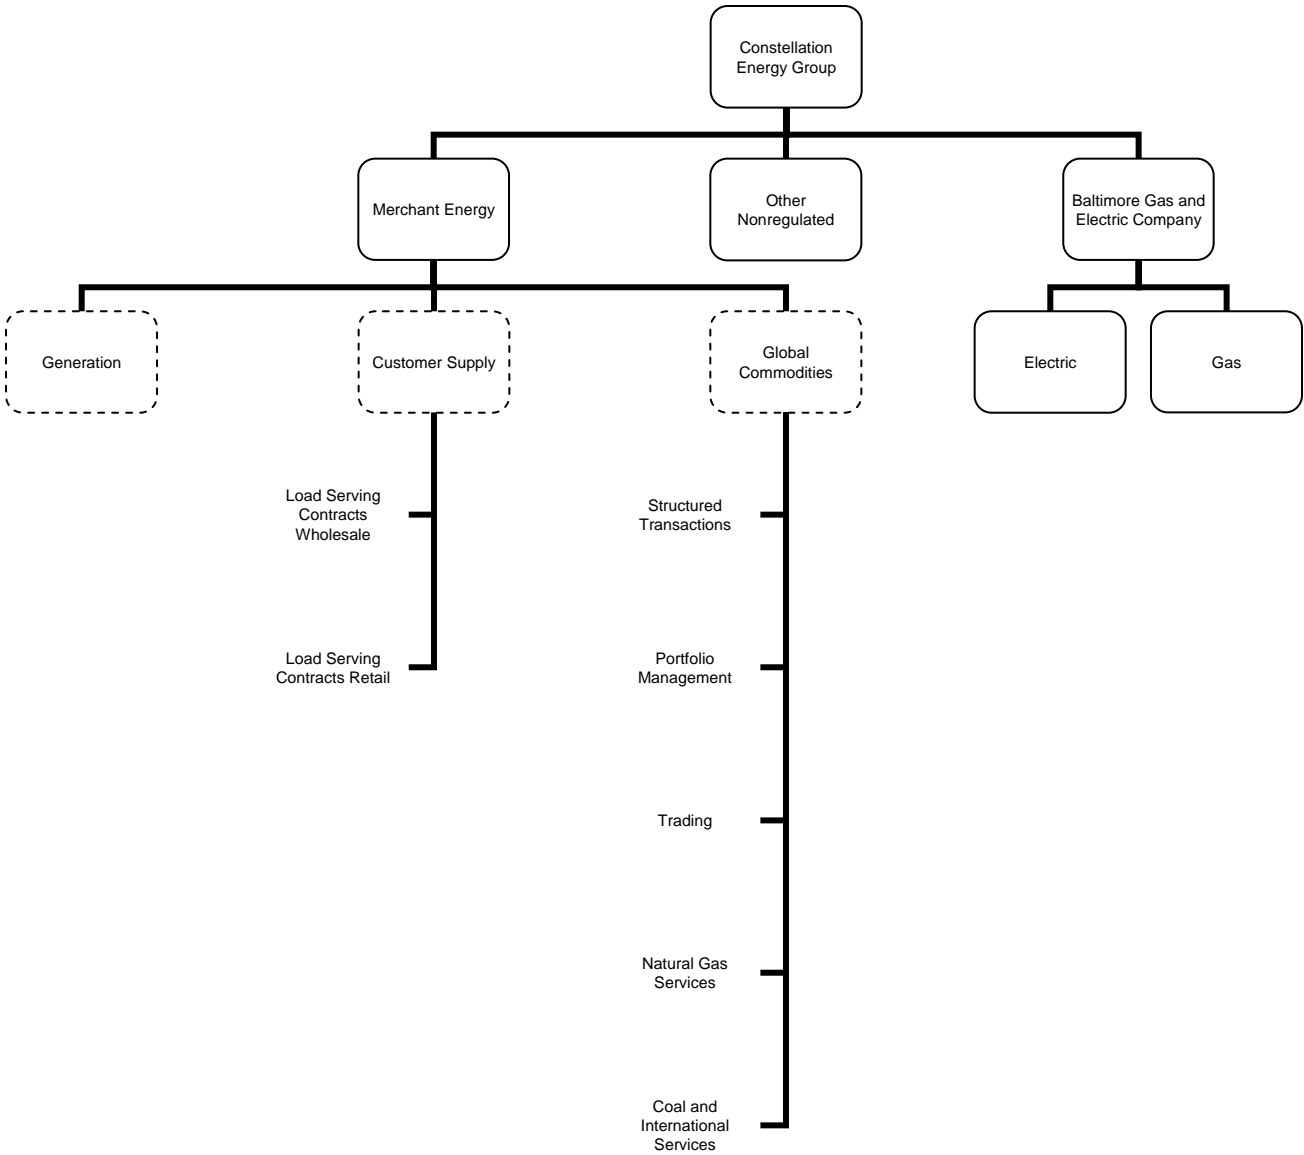 Constellation
Energy Group
Merchant Energy
Other
Nonregulated
Baltimore Gas and
Electric Company
Generation
Customer Supply
Global
Commodities
Electric
Gas
Load Serving
Contracts
Wholesale
Structured
Transactions
Load Serving
Contracts Retail
Portfolio
Management
Trading
Natural Gas
Services
Coal and
International
Services